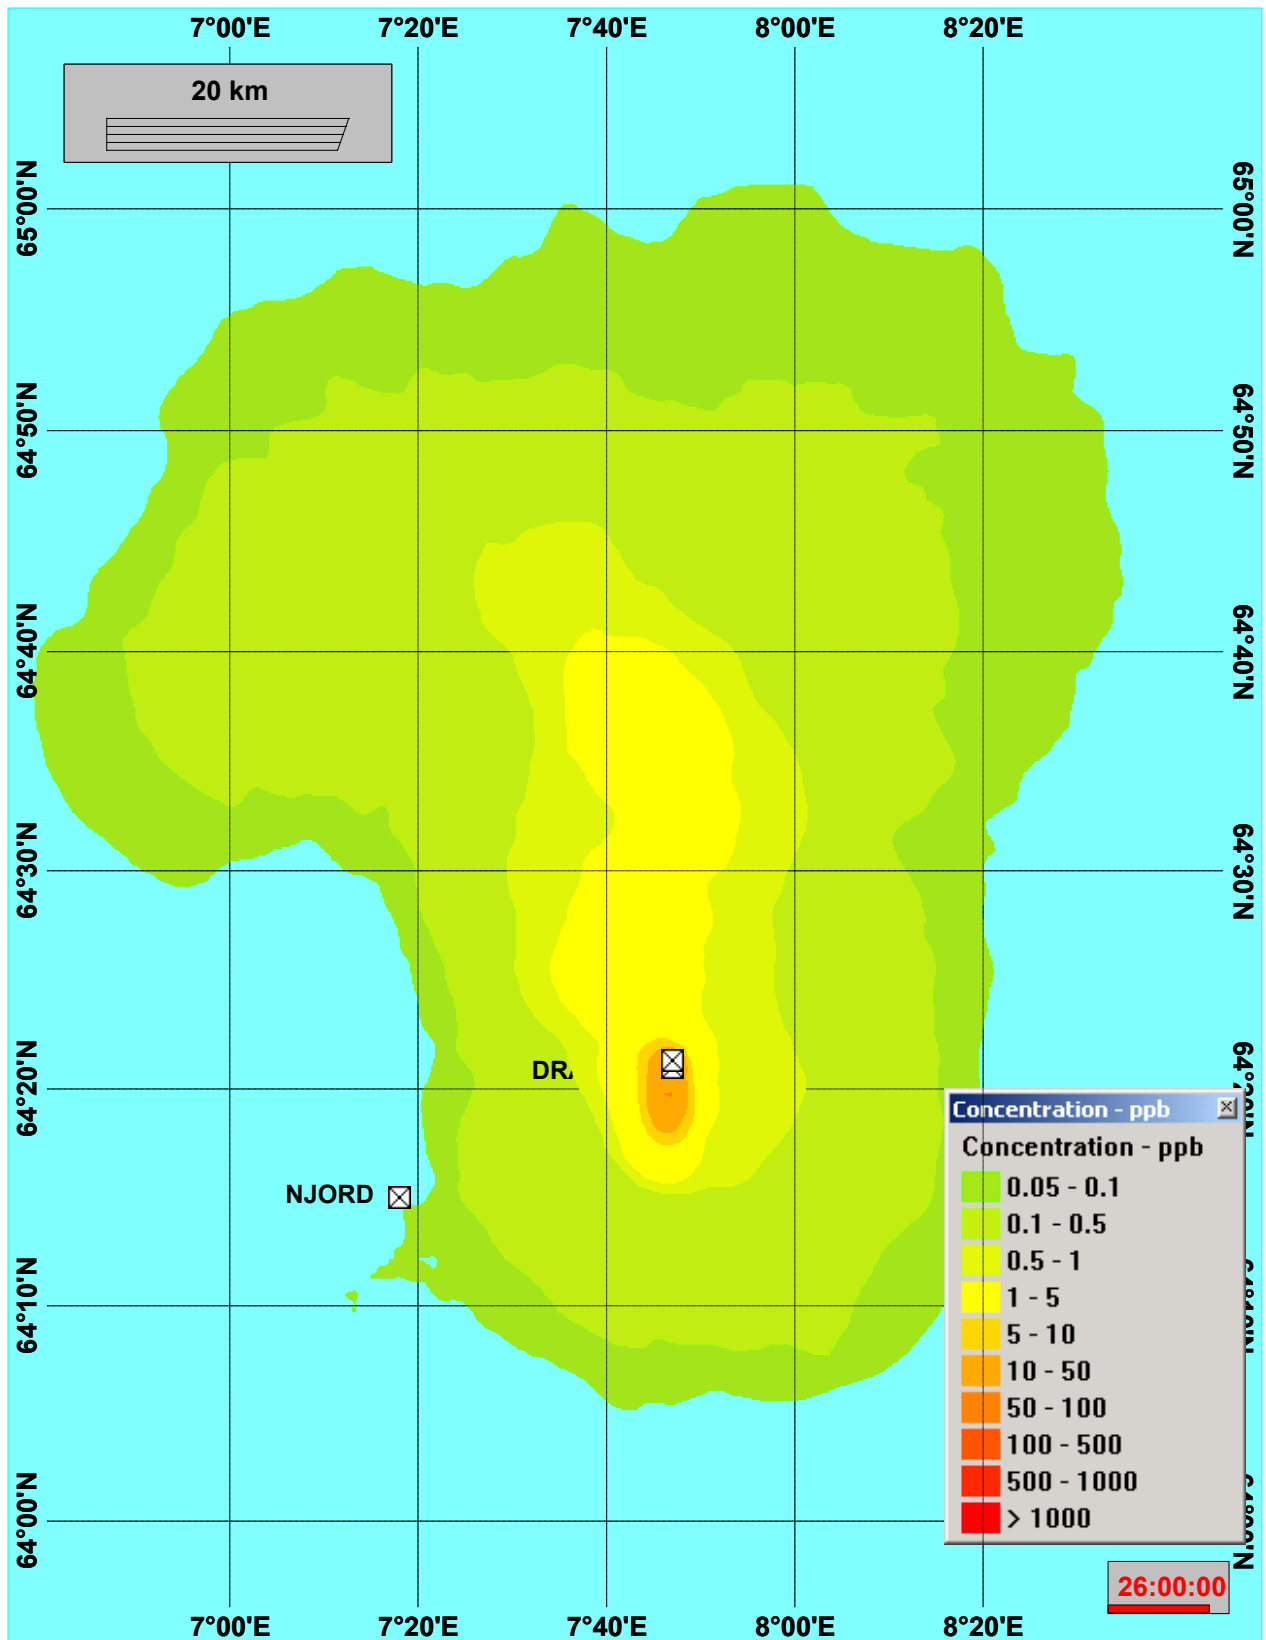 7°00'E 7°20'E 7°40'E 8°00'E 8°20'E
20 km
65°00'N 65°00'N
64°50'N 64°50'N
64°40'N 64°40'N
64°30'N 64°30'N
64°20'N
DR
NJORD
64°10'N
64°00'N
Concentration - ppb
Concentration - ppb
0.05 - 0.1
0.1 - 0.5
0.5 - 1
1 - 5
5 - 10
10 - 50
50 - 100
100 - 500
500 - 1000
> 1000
26:00:00
7°00'E 7°20'E 7°40'E 8°00'E 8°20'E